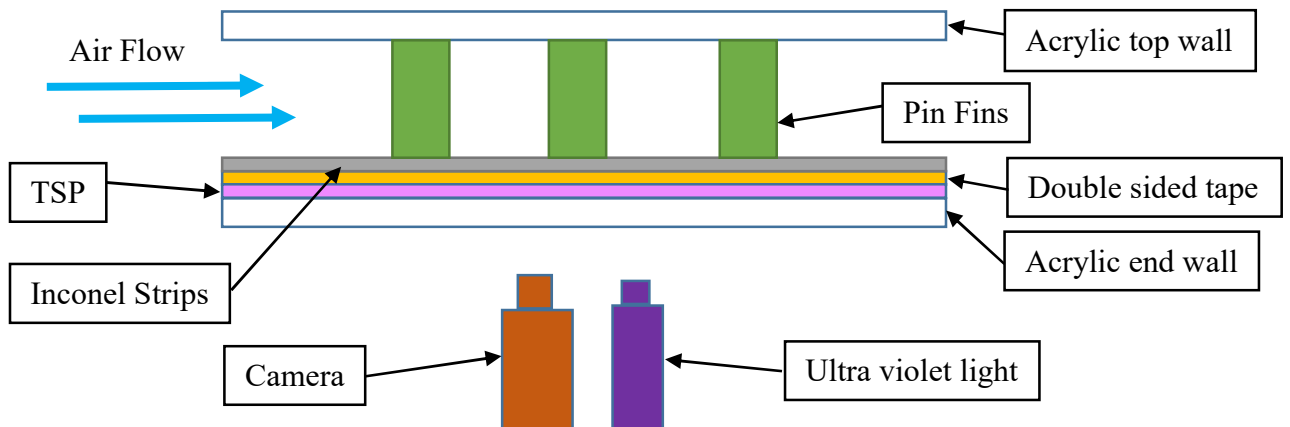 Air Flow
Acrylic top wall
Pin Fins
TSP
Double sided tape
Acrylic end wall
Inconel Strips
Camera
Ultra violet light